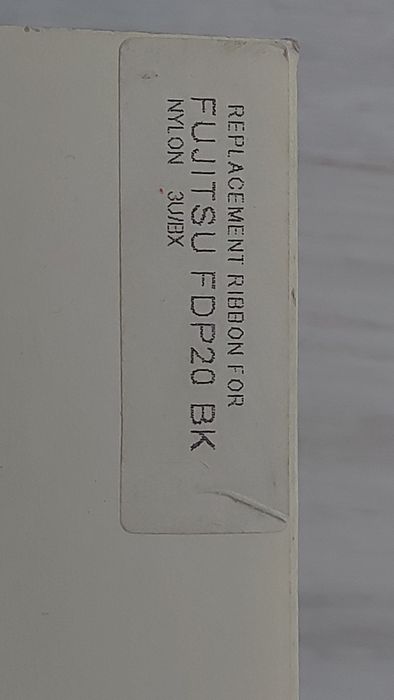 REPLACEMENT RIBBON FOR
FUJITSU FDP20 BK
NYLON 3U/BX